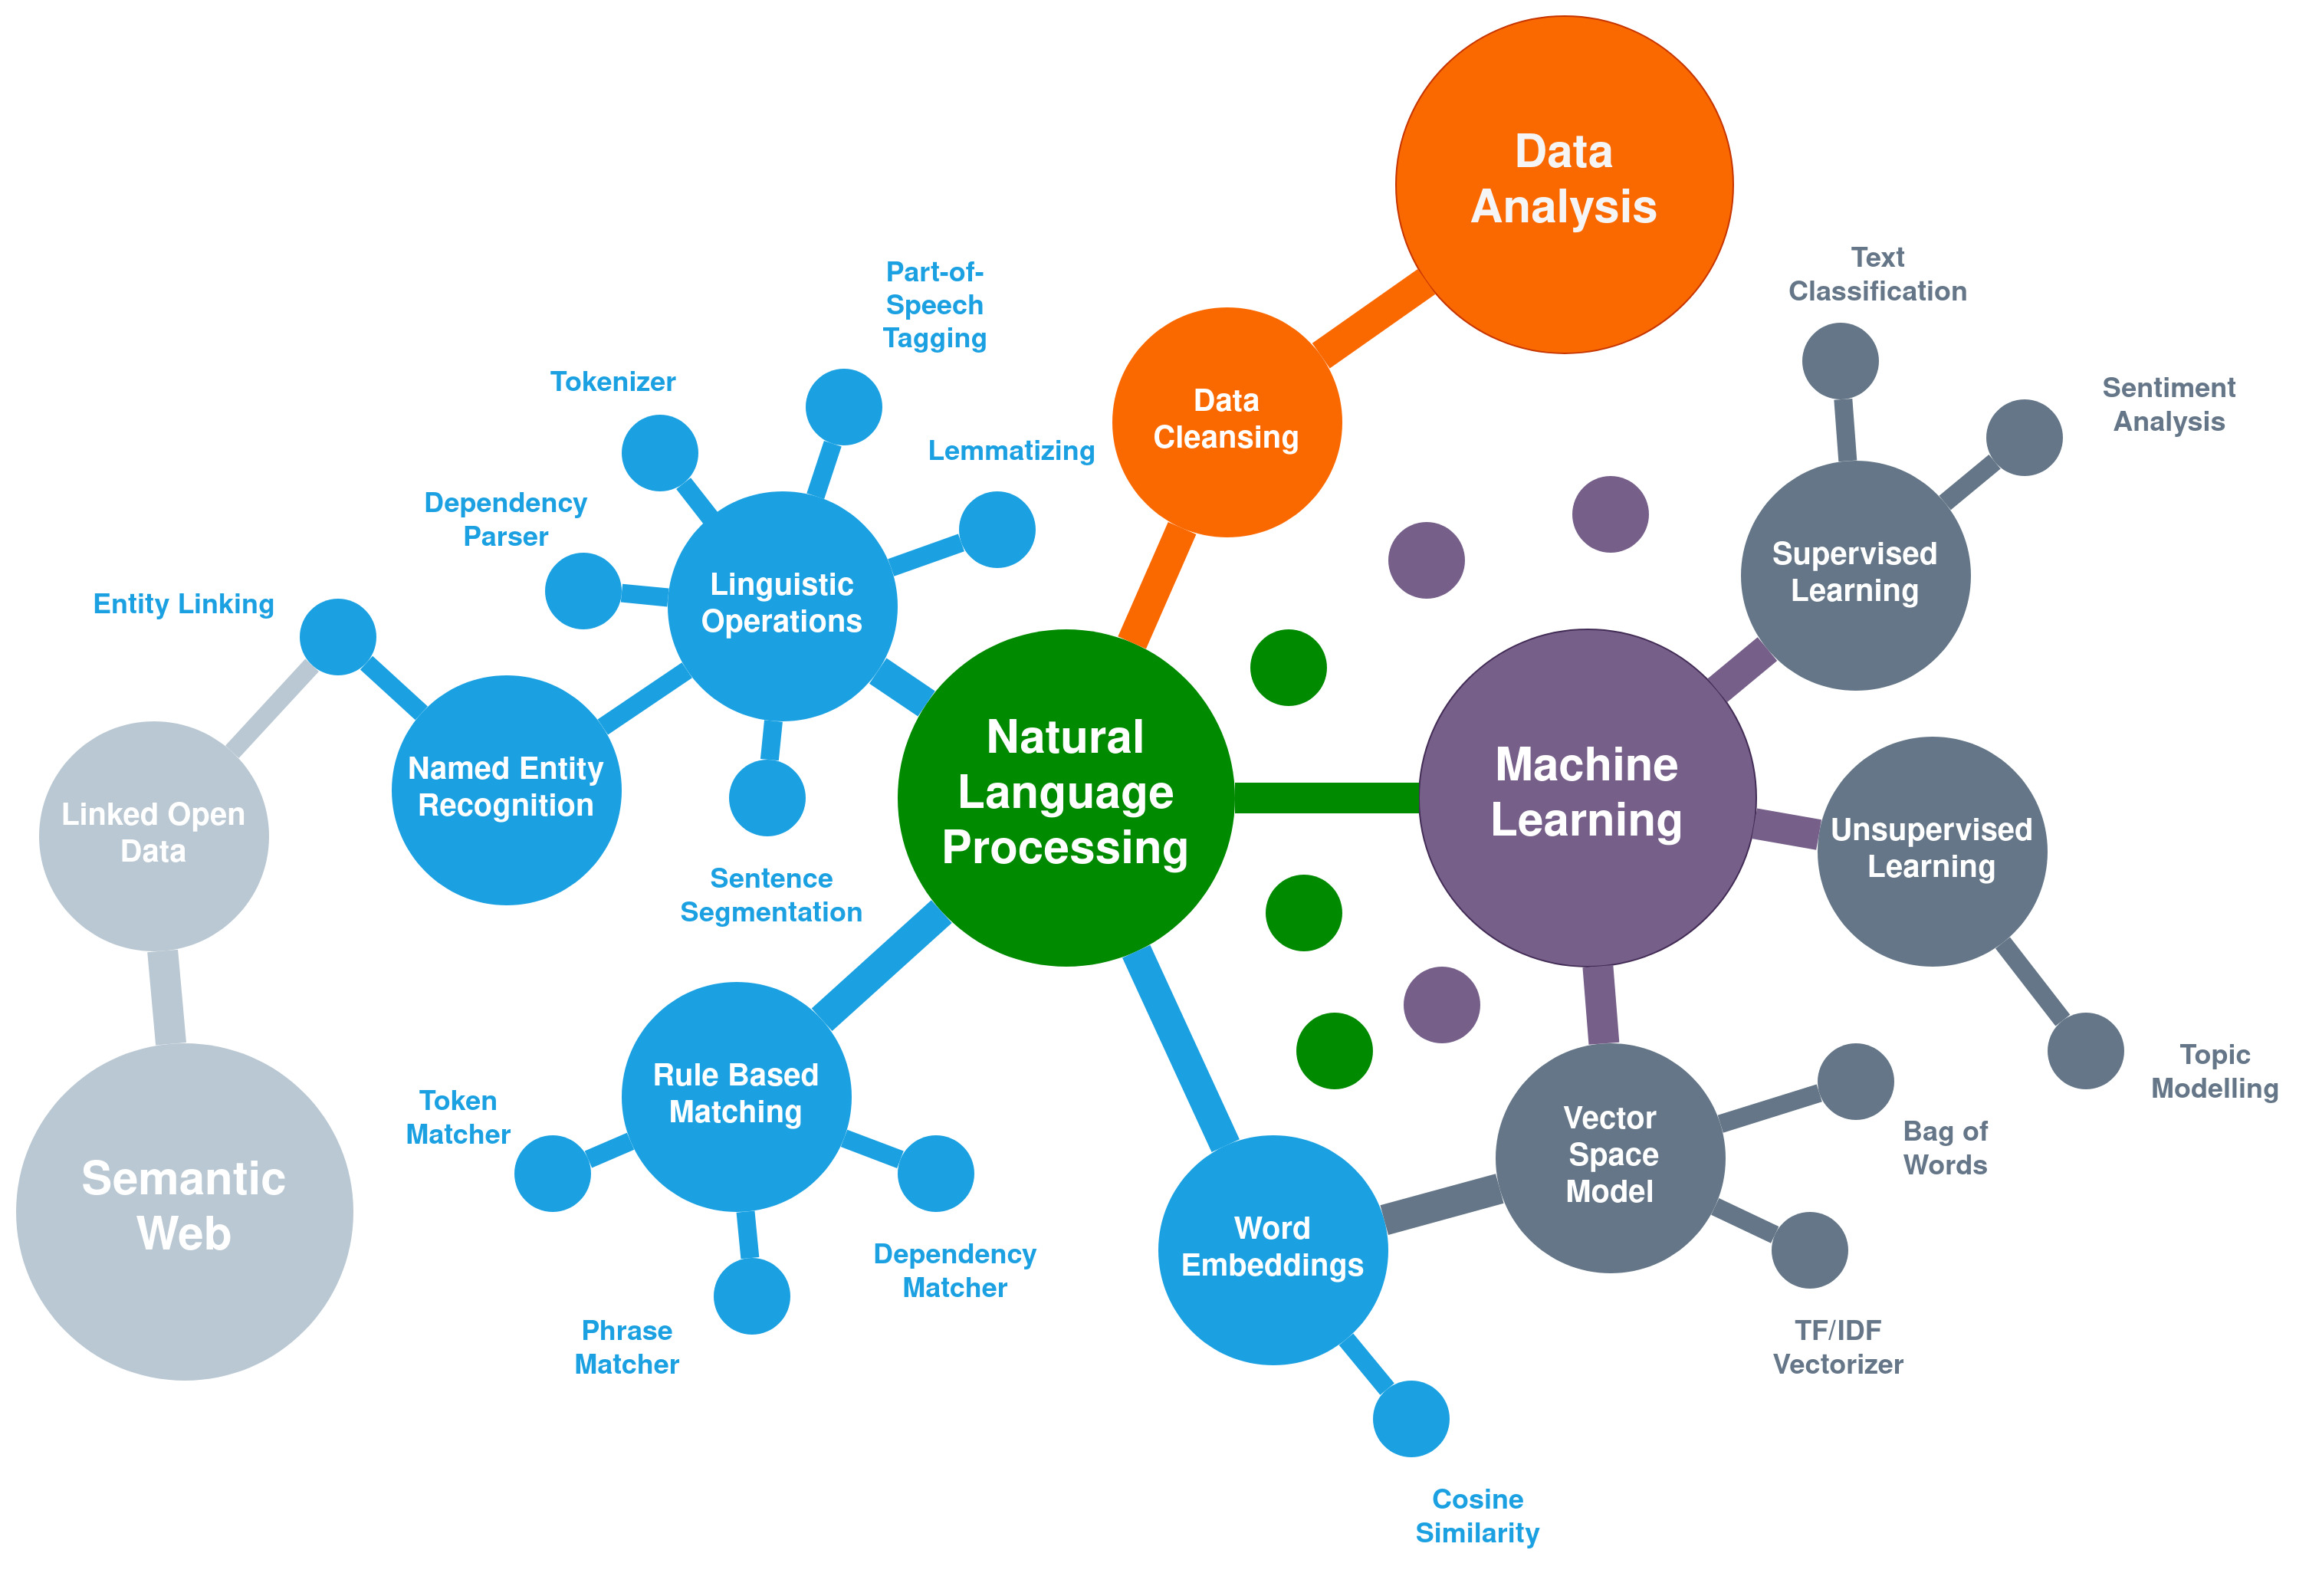 Data
Analysis
Text
Classification
Part-of-
Speech
Tagging
Tokenizer
Sentiment
Analysis
Data
Cleansing
Lemmatizing
Dependency
Parser
Supervised
Learning
Linguistic
Operations
Entity Linking
Natural
Language
Processing
Machine
Learning
Named Entity
Recognition
Linked Open
Data
Unsupervised
Learning
Sentence
Segmentation
Topic
Modelling
Rule Based
Matching
Token
Matcher
Vector
Space
Model
Bag of
Words
Semantic
Web
Word
Embeddings
Dependency
Matcher
Phrase
Matcher
TF/IDF
Vectorizer
Cosine
Similarity